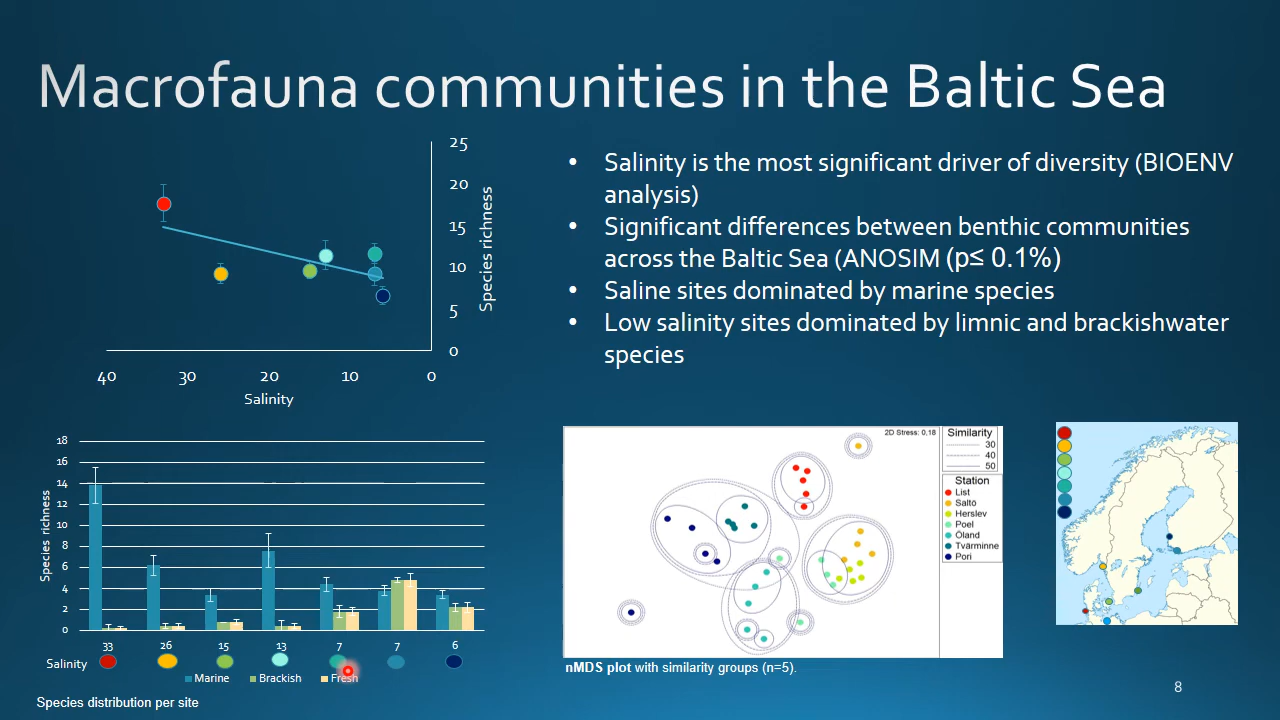 Macrofauna communities in the Baltic Sea
25
20
15
10
5
0
Species richness
40 30 20 10 0
Salinity
• Salinity is the most significant driver of diversity (BIOENV
analysis)
• Significant differences between benthic communities
across the Baltic Sea (ANOSIM (p≤ 0.1%)
• Saline sites dominated by marine species
• Low salinity sites dominated by limnic and brackishwater
species
18
16
14
12
10
8
6
4
2
0
Species richness
33 26 15 13 7 7 6
Salinity
Marine Brackish Fresh
Species distribution per site
2D Stress: 0,18
Similarity
30
40
50
Station
List
Salto
Herslev
Poel
Öland
Tvärminne
Pori
nMDS plot with similarity groups (n=5).
8